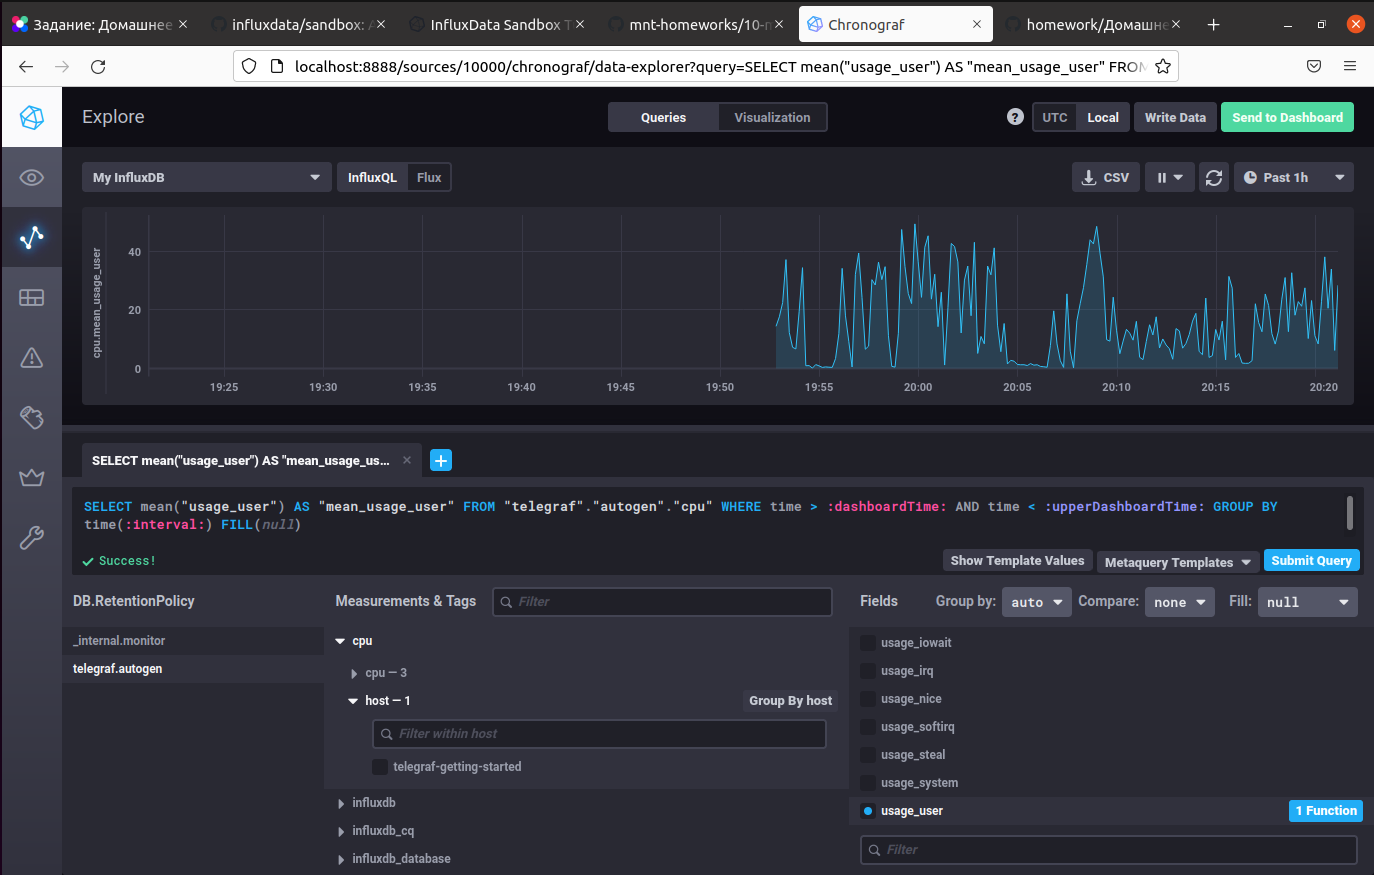 Задание: Домашнее
influxdata/sandbox: A
InfluxData Sandbox T
mnt-homeworks/10-m
Chronograf
homework/Домашне
localhost:8888/sources/10000/chronograf/data-explorer?query=SELECT mean("usage_user") AS "mean_usage_user" FROM
Explore
Queries
Visualization
?
UTC
Local
Write Data
Send to Dashboard
My InfluxDB
InfluxQL
Flux
CSV
Past 1h
cpu.mean_usage_user
40
20
0
19:25
19:30
19:35
19:40
19:45
19:50
19:55
20:00
20:05
20:10
20:15
20:20
SELECT mean("usage_user") AS "mean_usage_us...
SELECT mean("usage_user") AS "mean_usage_user" FROM "telegraf"."autogen"."cpu" WHERE time > :dashboardTime: AND time < :upperDashboardTime: GROUP BY
time(:interval:) FILL(null)
Success!
Show Template Values
Metaquery Templates
Submit Query
DB.RetentionPolicy
Measurements & Tags
Filter
Fields
Group by:
auto
Compare:
none
Fill:
null
_internal.monitor
telegraf.autogen
cpu
cpu — 3
host — 1
Group By host
Filter within host
telegraf-getting-started
influxdb
influxdb_cq
influxdb_database
usage_iowait
usage_irq
usage_nice
usage_softirq
usage_steal
usage_system
usage_user
1 Function
Filter